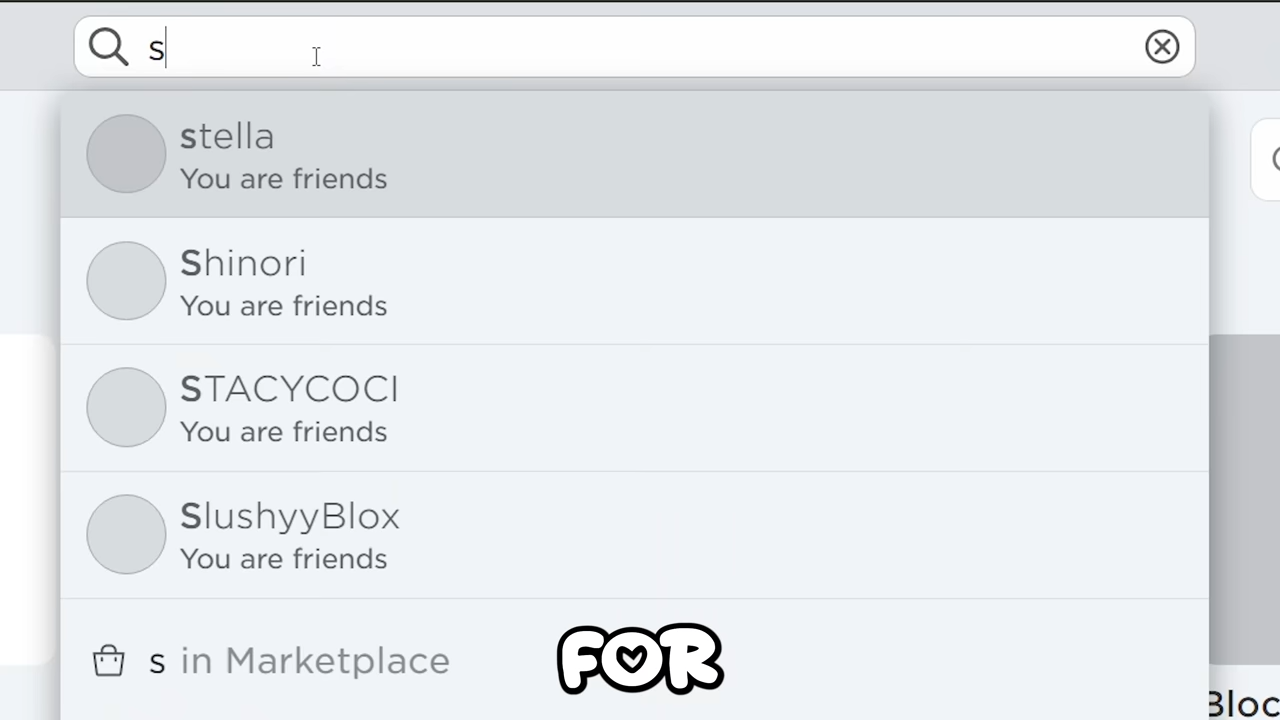 s
stella
You are friends
Shinori
You are friends
STACYCOCI
You are friends
SlushyyBlox
You are friends
s in Marketplace
FOR
Bloc